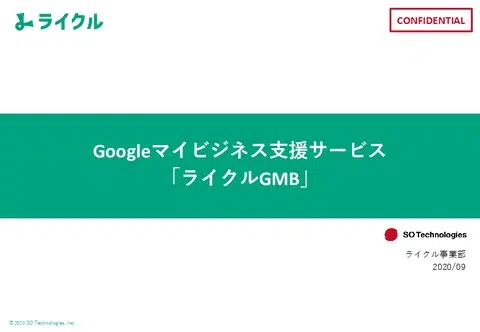 ライクル
CONFIDENTIAL
Googleマイビジネス支援サービス
「ライクルGMB」
SO Technologies
ライクル事業部
2020/09
© 2020 SO Technologies, Inc.